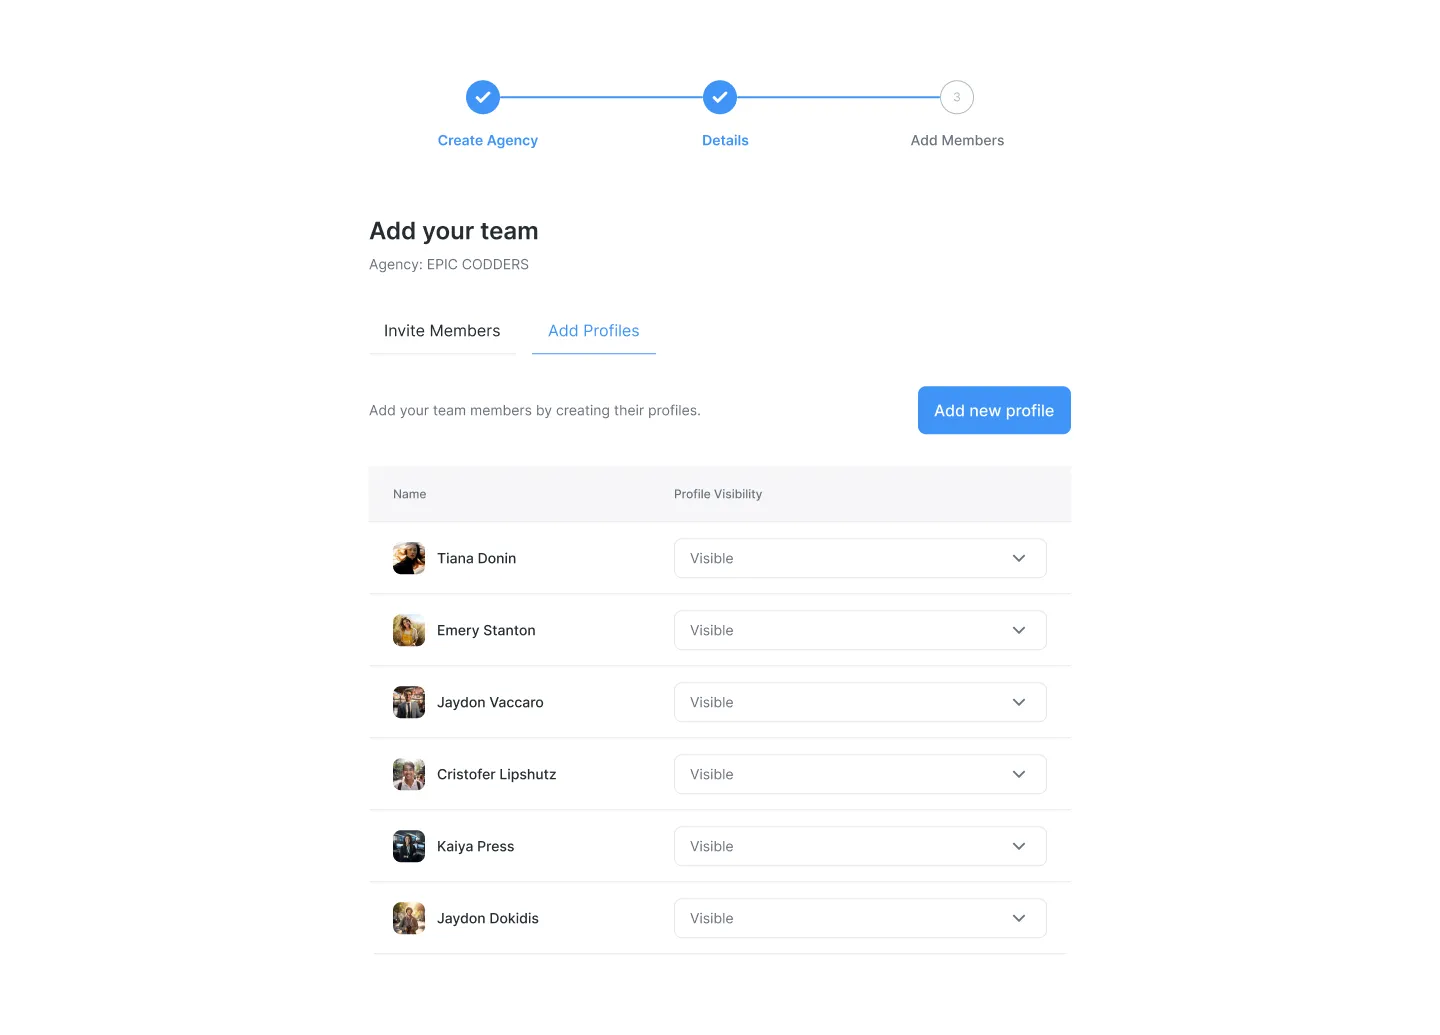 3
Create Agency
Details
Add Members
Add your team
Agency: EPIC CODDERS
Invite Members
Add Profiles
Add your team members by creating their profiles.
Add new profile
Name
Profile Visibility
Tiana Donin
Visible
Emery Stanton
Visible
Jaydon Vaccaro
Visible
Cristofer Lipshutz
Visible
Kaiya Press
Visible
Jaydon Dokidis
Visible